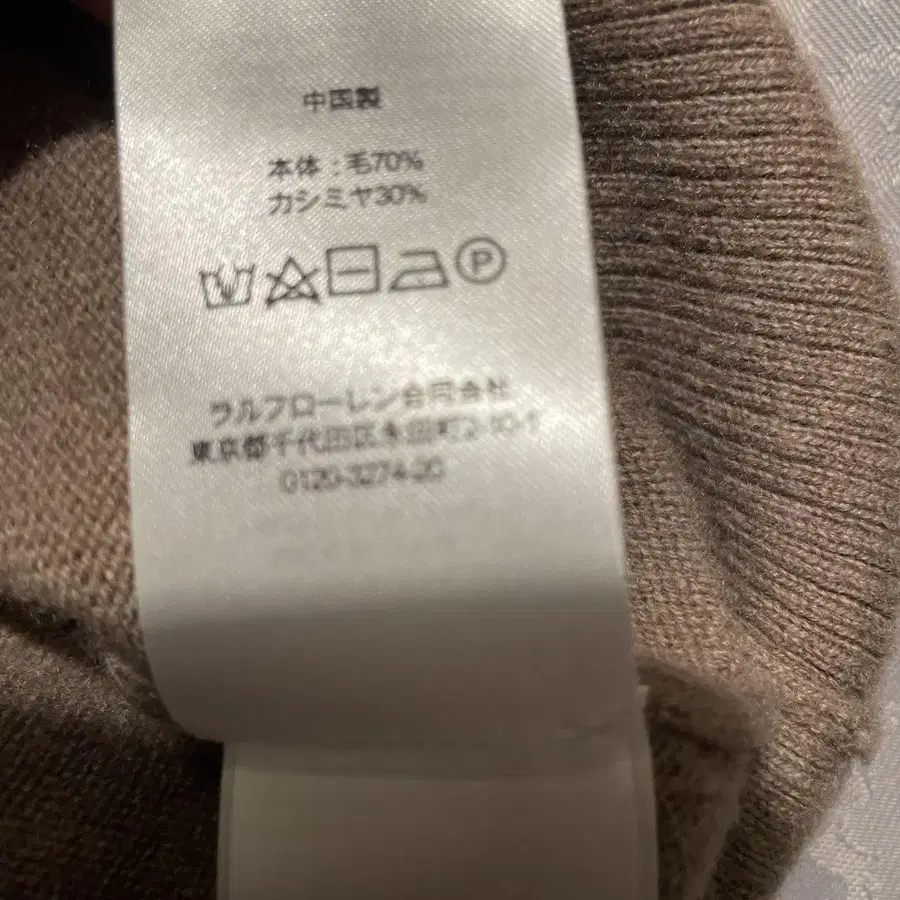 中国製
本体：毛70%
カシミヤ30%
P
ラルフローレン合同会社
東京都千代田区永田町2-10-1
0120-3274-20